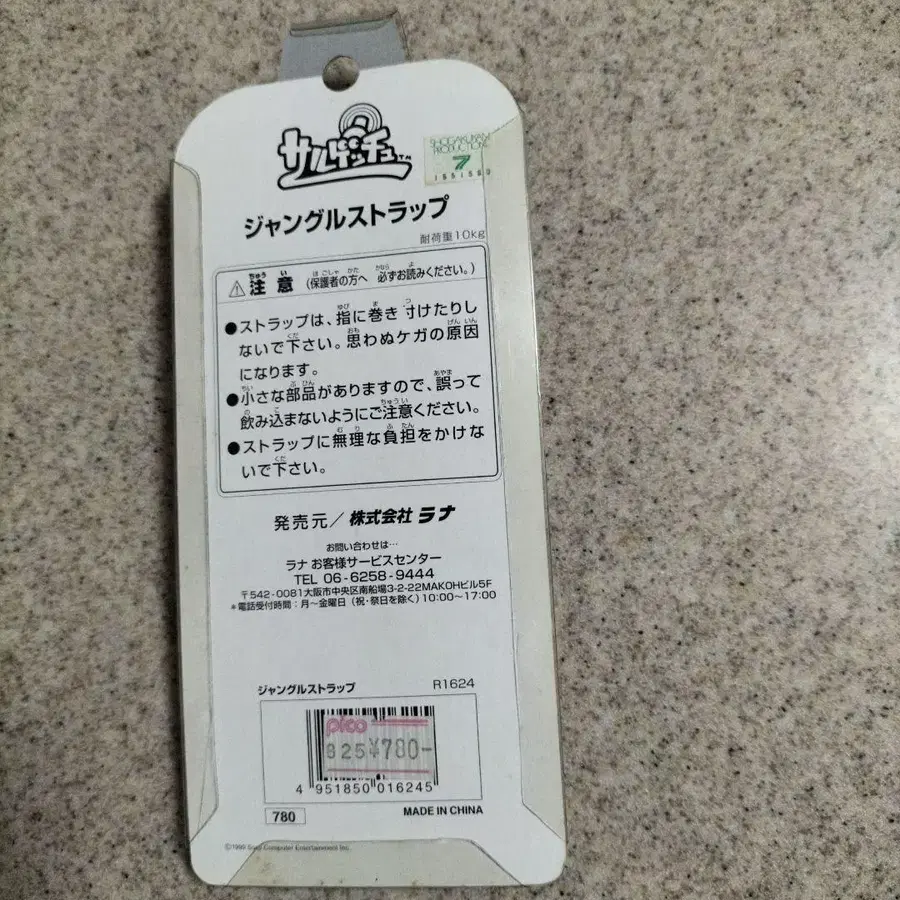 サルゲッチュ™
SHOGAKUKAN
PRODUCTION
7
1651580
ジャングルストラップ
耐荷重10kg
⚠注意 (保護者の方へ 必ずお読みください。)
●ストラップは、指に巻き付けたりし
ないで下さい。思わぬケガの原因
になります。
●小さな部品がありますので、誤って
飲み込まないようにご注意ください。
●ストラップに無理な負担をかけな
いで下さい。
発売元/株式会社 ラナ
お問い合わせは…
ラナ お客様サービスセンター
TEL 06-6258-9444
〒542-0081大阪市中央区南船場3-2-22MAKOHビル5F
*電話受付時間:月〜金曜日(祝・祭日を除く)10:00〜17:00
ジャングルストラップ R1624
pico
825¥780-
4 951850 016245
780 MADE IN CHINA
©1999 Sony Computer Entertainment Inc.